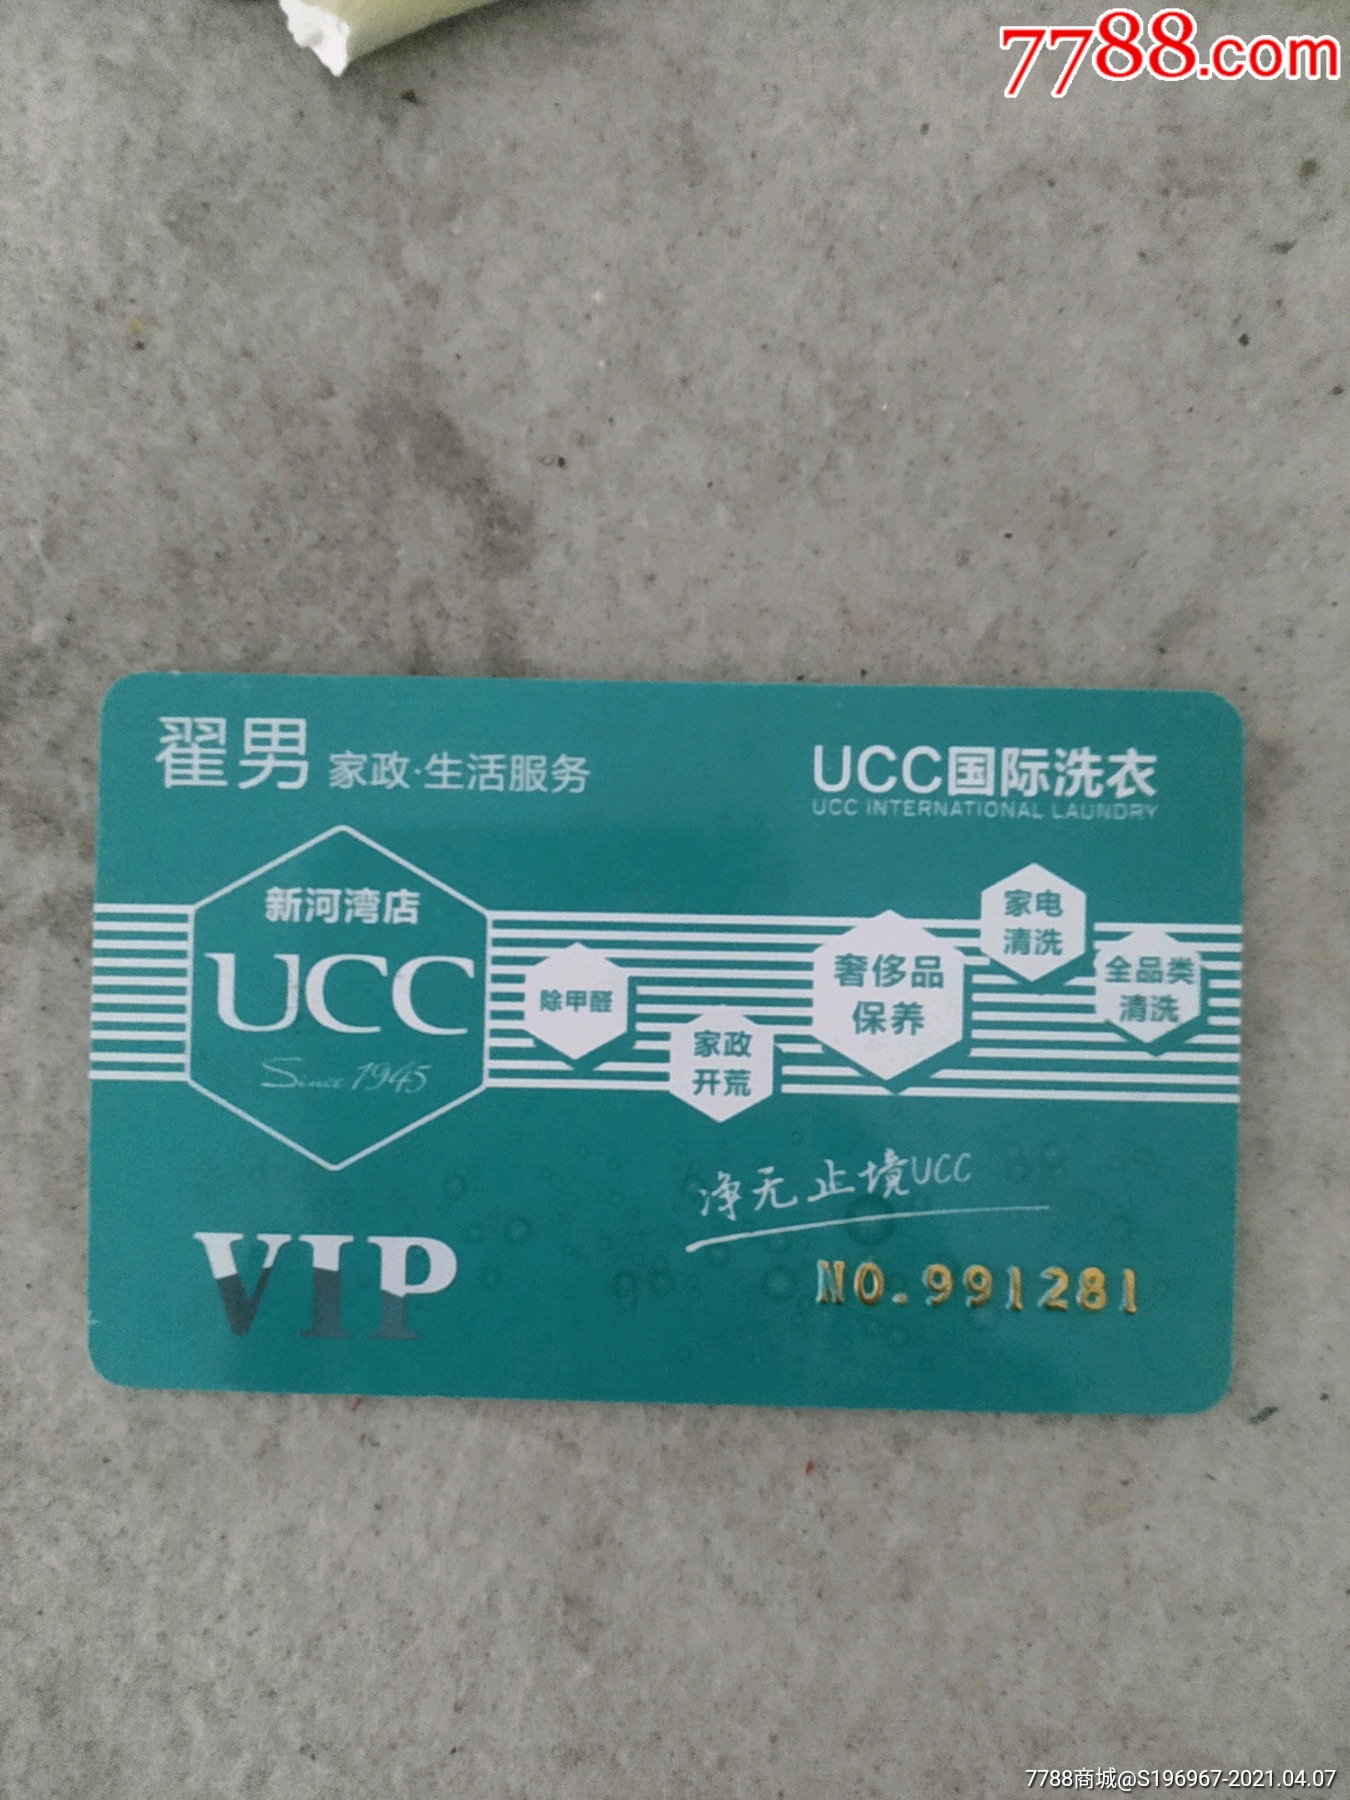 7788.com
翟男 家政·生活服务
UCC国际洗衣
UCC INTERNATIONAL LAUNDRY
新河湾店
UCC
Since 1945
除甲醛
家政
开荒
奢侈品
保养
家电
清洗
全品类
清洗
净无止境UCC
VIP
NO.991281
7788商城@S196967-2021.04.07